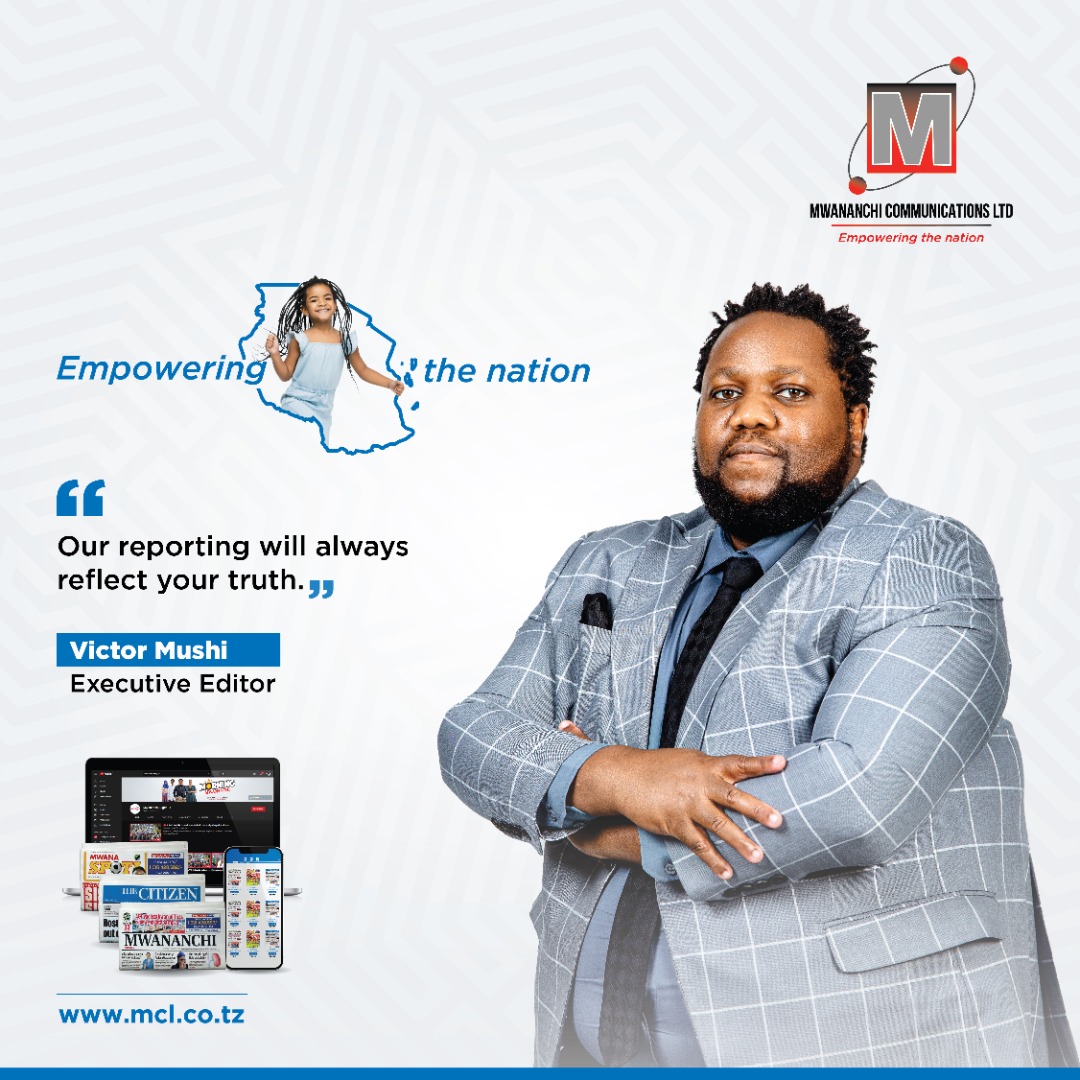 M
MWANANCHI COMMUNICATIONS LTD
Empowering the nation
Empowering the nation
“
Our reporting will always
reflect your truth.”
Victor Mushi
Executive Editor
MORNING
MWANA
SPOTI
THE CITIZEN
MWANANCHI
www.mcl.co.tz